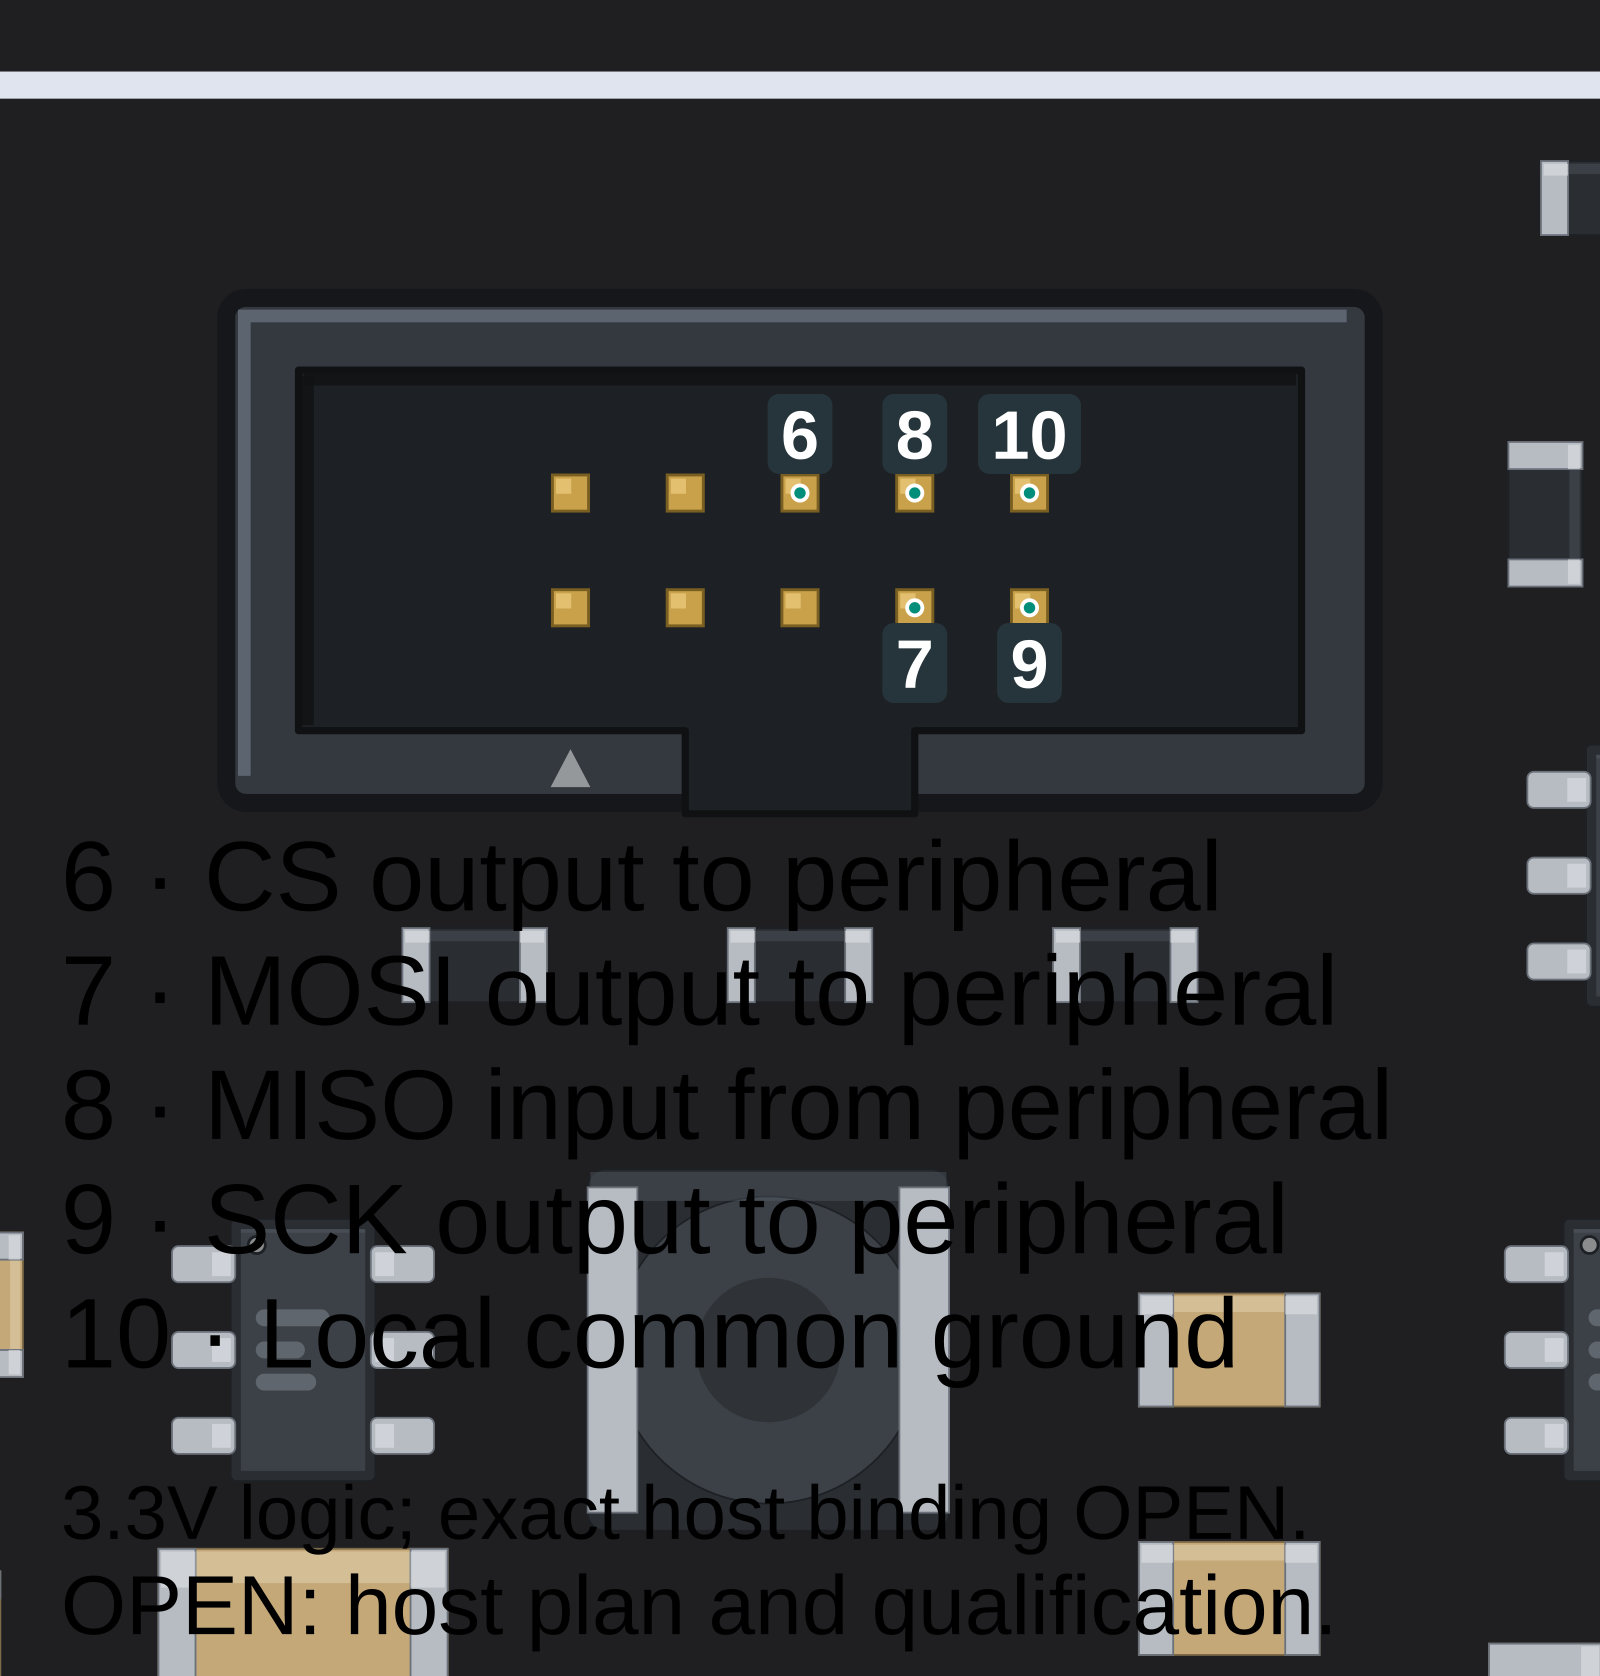 6 8 10
7 9
6 · CS output to peripheral
7 · MOSI output to peripheral
8 · MISO input from peripheral
9 · SCK output to peripheral
10 · Local common ground
3.3V logic; exact host binding OPEN.
OPEN: host plan and qualification.